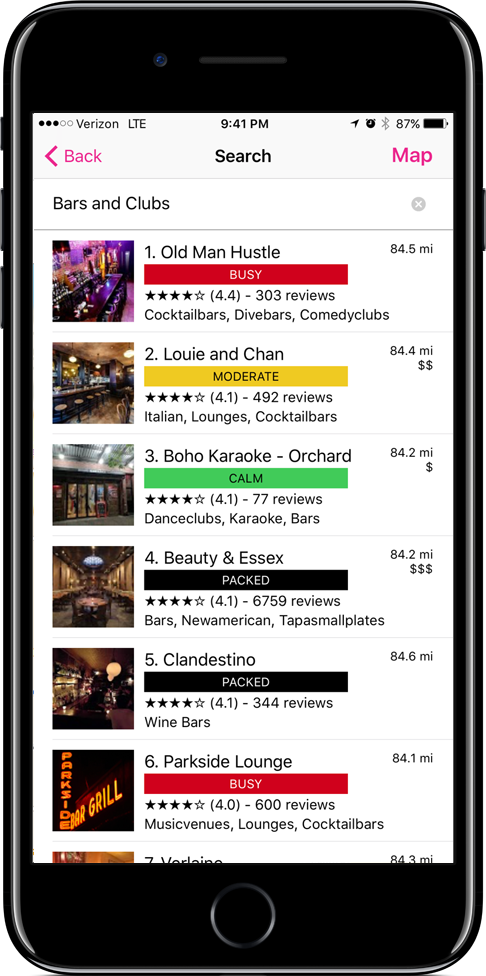 ●●●○○ Verizon LTE 9:41 PM 87%
Back Search Map
Bars and Clubs
1. Old Man Hustle 84.5 mi
BUSY
★★★★☆ (4.4) - 303 reviews
Cocktailbars, Divebars, Comedyclubs
2. Louie and Chan 84.4 mi
MODERATE $$
★★★★☆ (4.1) - 492 reviews
Italian, Lounges, Cocktailbars
3. Boho Karaoke - Orchard 84.2 mi
CALM $
★★★★☆ (4.1) - 77 reviews
Danceclubs, Karaoke, Bars
4. Beauty & Essex 84.2 mi
PACKED $$$
★★★★☆ (4.1) - 6759 reviews
Bars, Newamerican, Tapasmallplates
5. Clandestino 84.6 mi
PACKED
★★★★☆ (4.1) - 344 reviews
Wine Bars
PARKSIDE
BAR GRILL
6. Parkside Lounge 84.1 mi
BUSY
★★★★☆ (4.0) - 600 reviews
Musicvenues, Lounges, Cocktailbars
7. Verlaine 84.3 mi